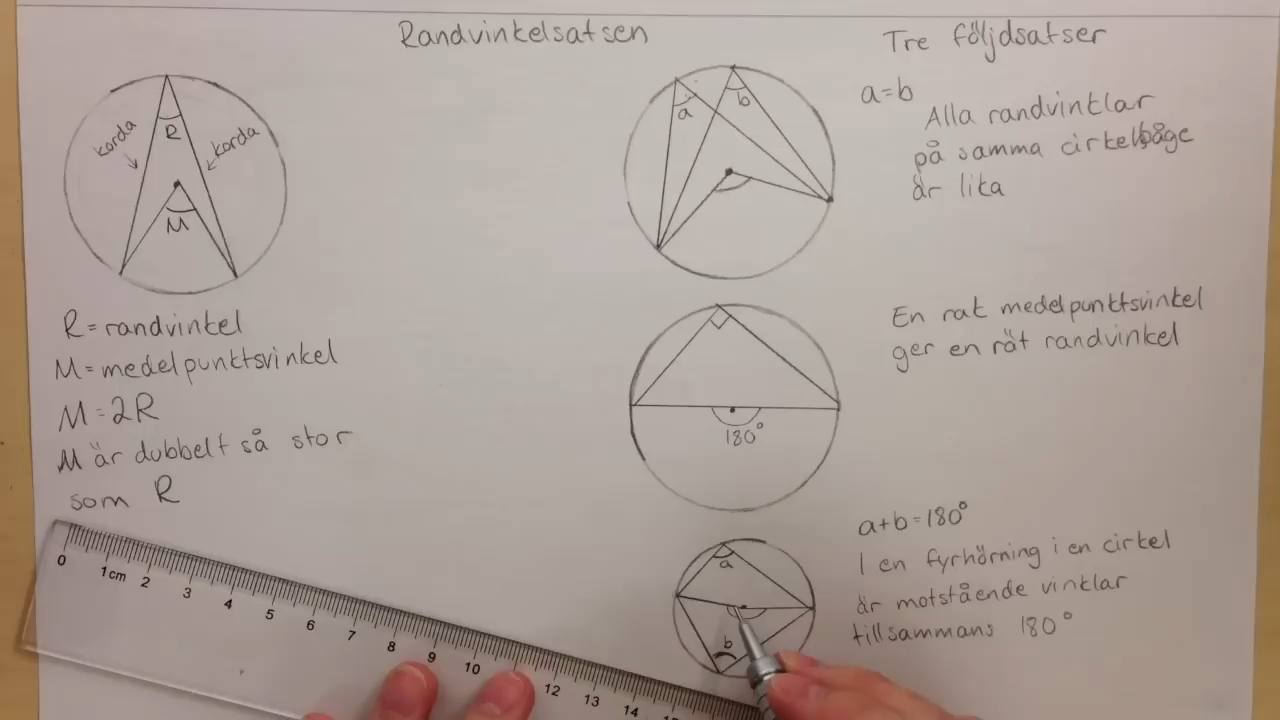 Randvinkelsatsen
korda
R
korda
M
R = randvinkel
M = medelpunktsvinkel
M = 2R
M är dubbelt så stor
som R
Tre följdsatser
a
b
a=b
Alla randvinklar
på samma cirkelbåge
är lika
180°
En rak medelpunktsvinkel
ger en rät randvinkel
a
b
a+b=180°
I en fyrhörning i en cirkel
är motstående vinklar
tillsammans 180°
0 1cm 2 3 4 5 6 7 8 9 10 12 13 14